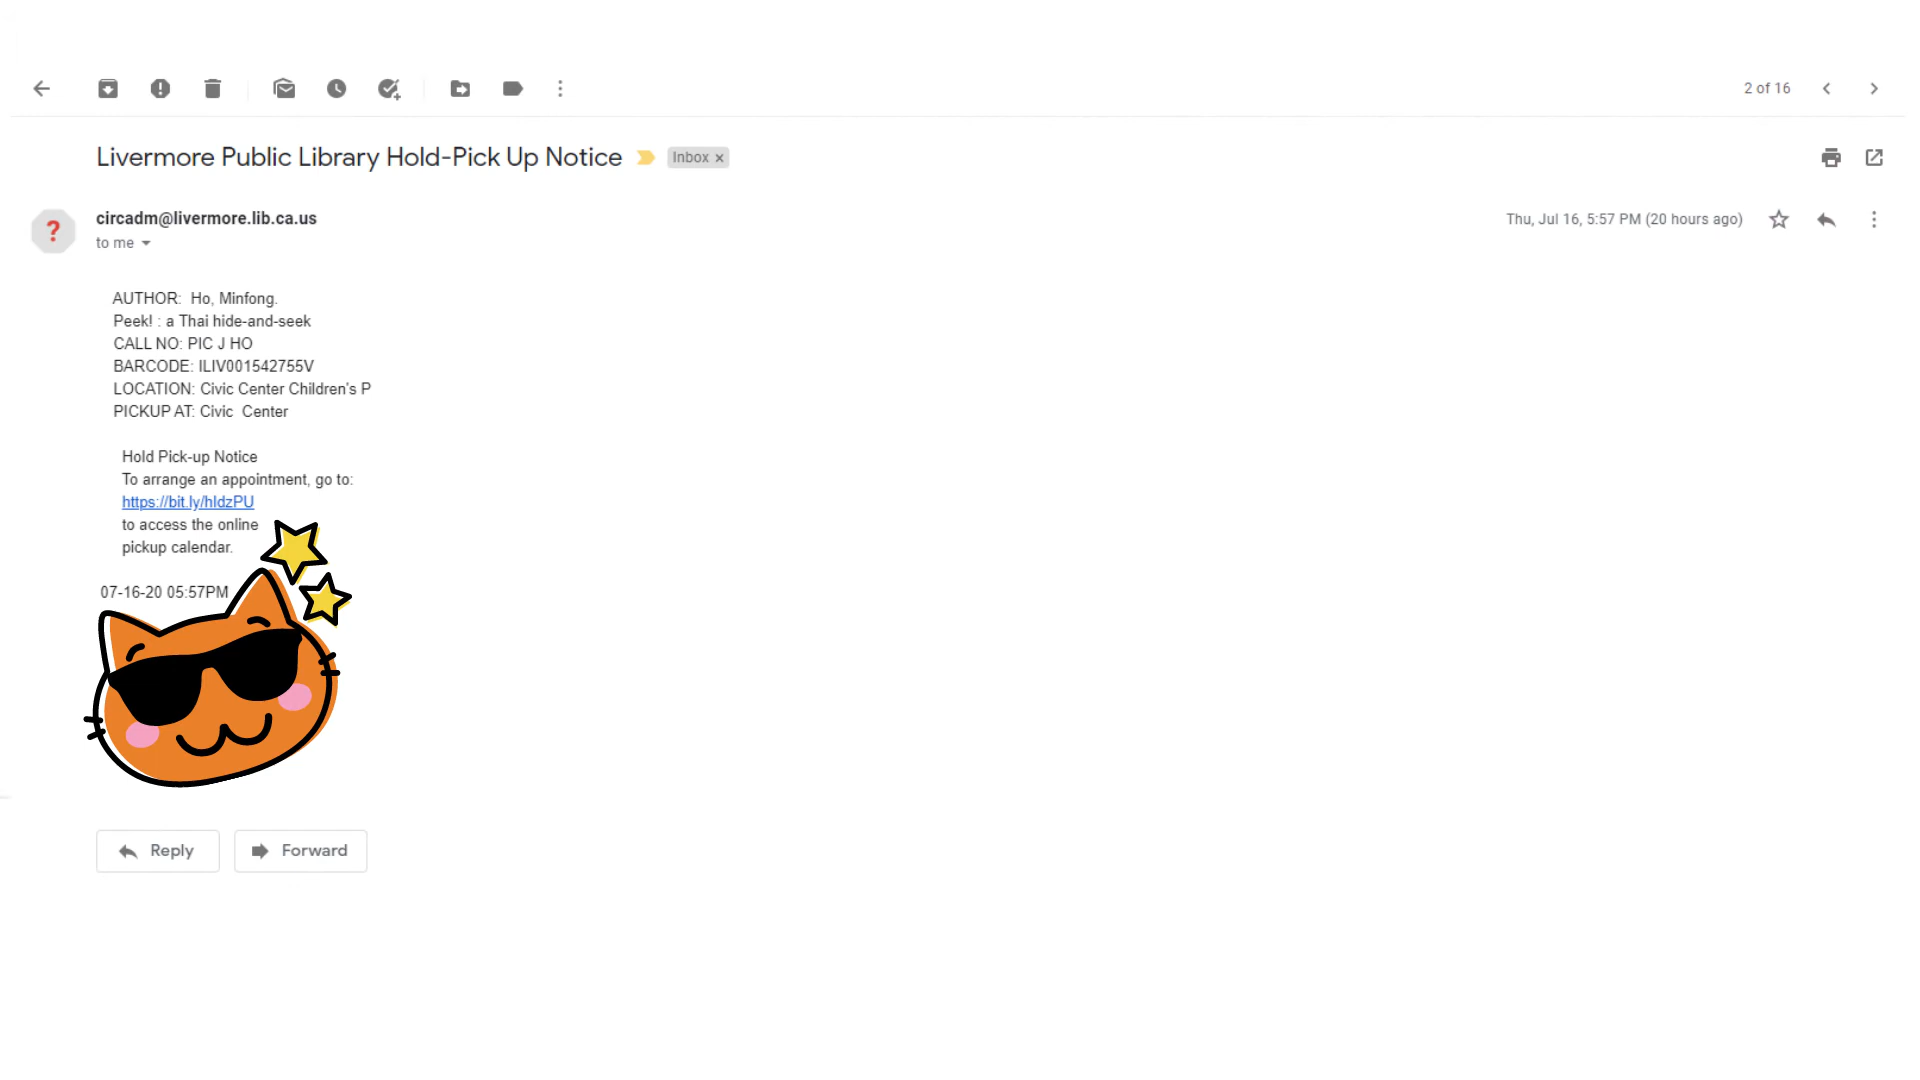 2 of 16
Livermore Public Library Hold-Pick Up Notice Inbox ×
?
circadm@livermore.lib.ca.us
Thu, Jul 16, 5:57 PM (20 hours ago)
to me
AUTHOR: Ho, Minfong.
Peek! : a Thai hide-and-seek
CALL NO: PIC J HO
BARCODE: ILIV001542755V
LOCATION: Civic Center Children's P
PICKUP AT: Civic Center
Hold Pick-up Notice
To arrange an appointment, go to:
https://bit.ly/hldzPU
to access the online
pickup calendar.
07-16-20 05:57PM
Reply
Forward